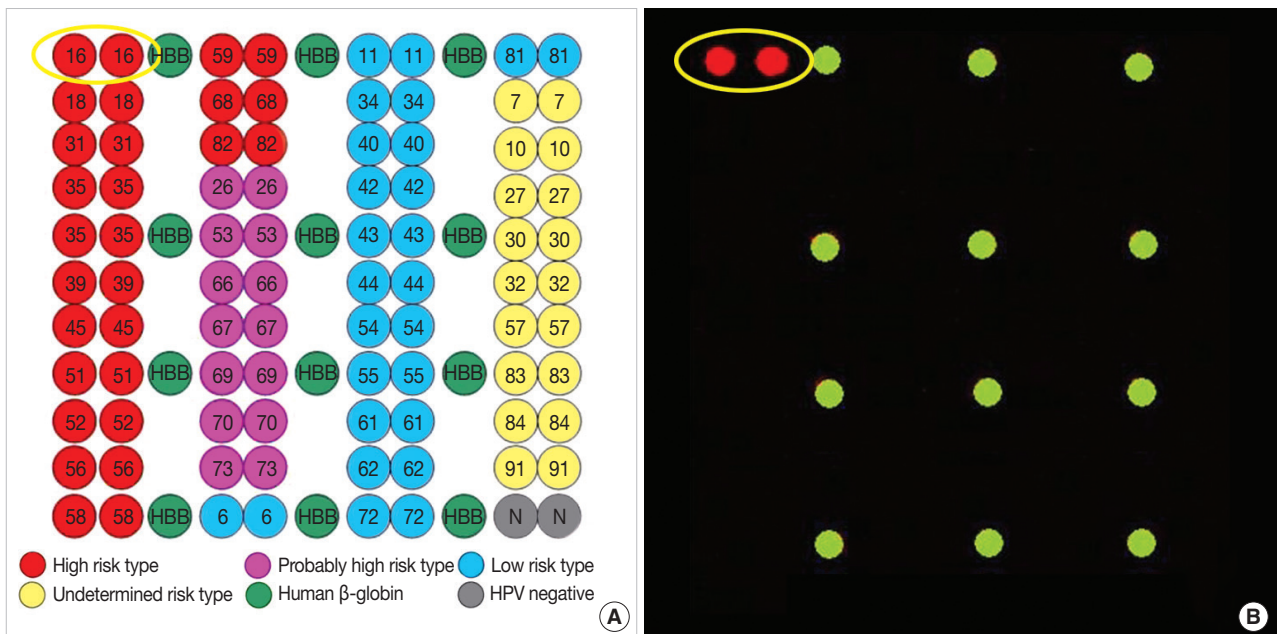 16 16 HBB 59 59 HBB 11 11 HBB 81 81
18 18 68 68 34 34 7 7
31 31 82 82 40 40 10 10
35 35 26 26 42 42 27 27
35 35 HBB 53 53 HBB 43 43 HBB 30 30
39 39 66 66 44 44 32 32
45 45 67 67 54 54 57 57
51 51 HBB 69 69 HBB 55 55 HBB 83 83
52 52 70 70 61 61 84 84
56 56 73 73 62 62 91 91
58 58 HBB 6 6 HBB 72 72 HBB N N
High risk type Probably high risk type Low risk type
Undetermined risk type Human β-globin HPV negative
A
B